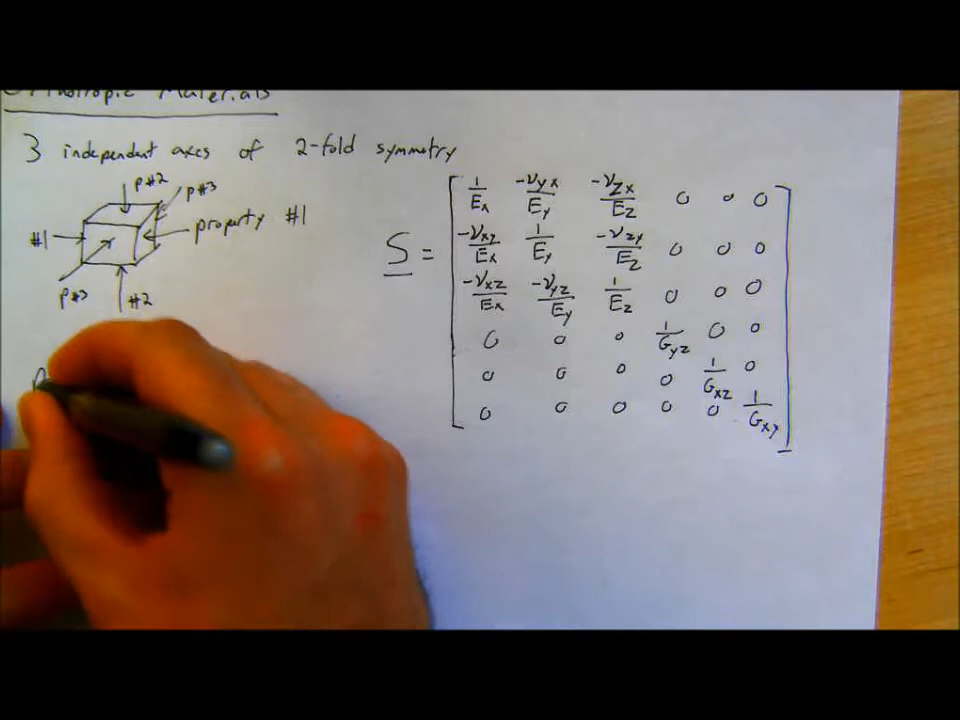 Orthotropic Materials
3 independent axes of 2-fold symmetry
P#2
P#3
property #1
#1
P#3
#2
S =
1/Ex -νyx/Ey -νzx/Ez 0 0 0
-νxy/Ex 1/Ey -νzy/Ez 0 0 0
-νxz/Ex -νyz/Ey 1/Ez 0 0 0
0 0 0 1/Gyz 0 0
0 0 0 0 1/Gxz 0
0 0 0 0 0 1/Gxy